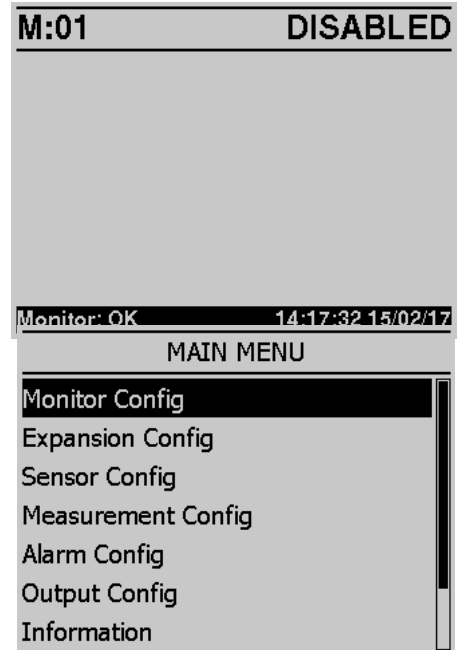 M:01 DISABLED
Monitor: OK 14:17:32 15/02/17
MAIN MENU
Monitor Config
Expansion Config
Sensor Config
Measurement Config
Alarm Config
Output Config
Information